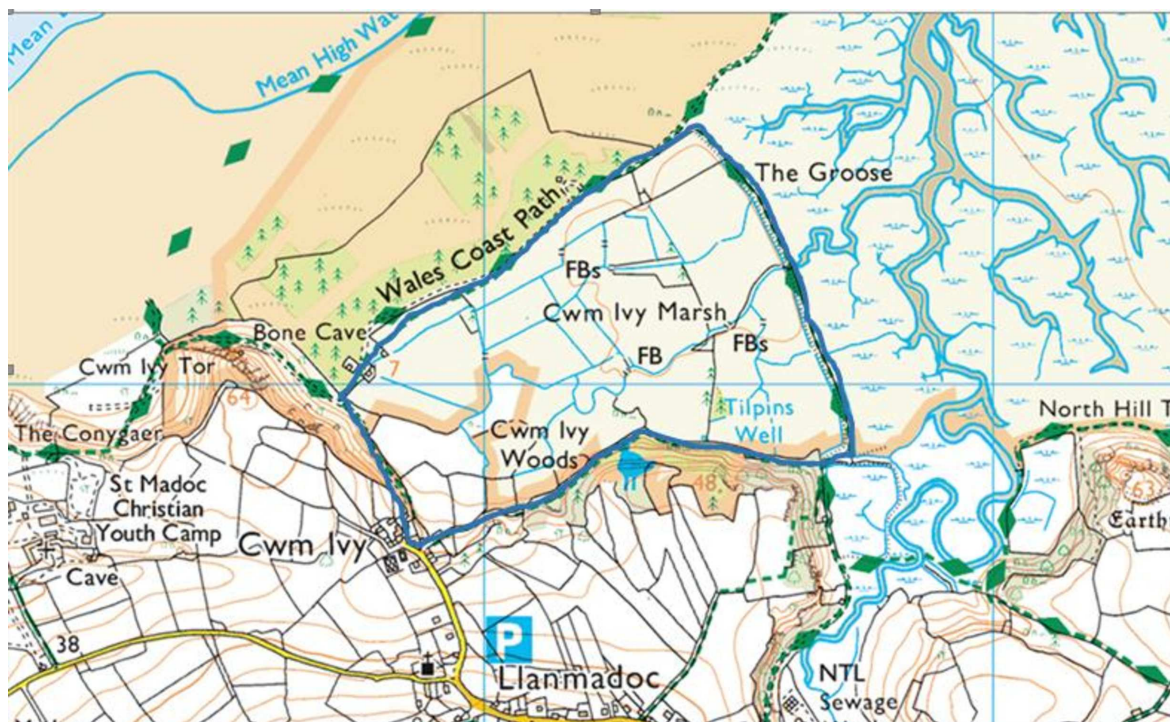 Mean
Mean High Wat
The Groose
Wales Coast Path
FBs
Cwm Ivy Marsh
Bone Cave
FBs
FB
7
Cwm Ivy Tor
64
Tilpins
Well
North Hill T
The Conygaer
Cwm Ivy
Woods
48
63
St Madoc
Christian
Youth Camp
Earth
Cwm Ivy
Cave
38
P
Llanmadoc
NTL
Sewage